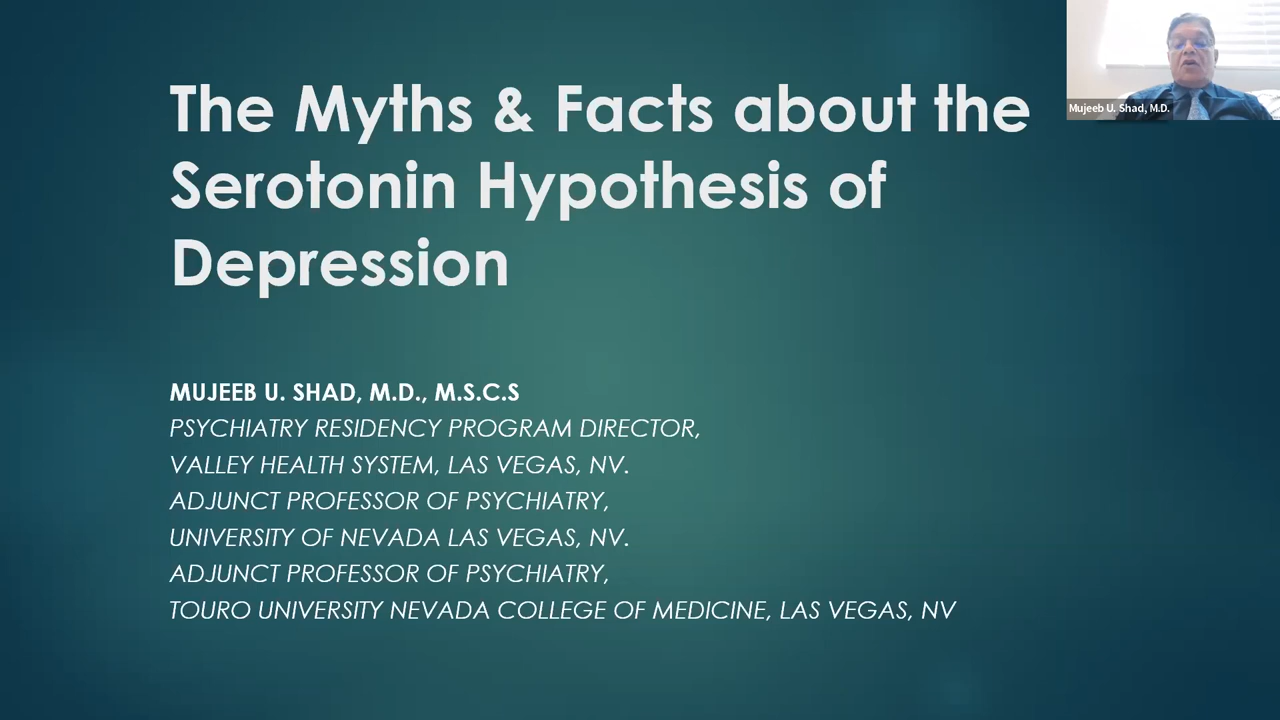 The Myths & Facts about the
Serotonin Hypothesis of
Depression
Mujeeb U. Shad, M.D.
MUJEEB U. SHAD, M.D., M.S.C.S
PSYCHIATRY RESIDENCY PROGRAM DIRECTOR,
VALLEY HEALTH SYSTEM, LAS VEGAS, NV.
ADJUNCT PROFESSOR OF PSYCHIATRY,
UNIVERSITY OF NEVADA LAS VEGAS, NV.
ADJUNCT PROFESSOR OF PSYCHIATRY,
TOURO UNIVERSITY NEVADA COLLEGE OF MEDICINE, LAS VEGAS, NV